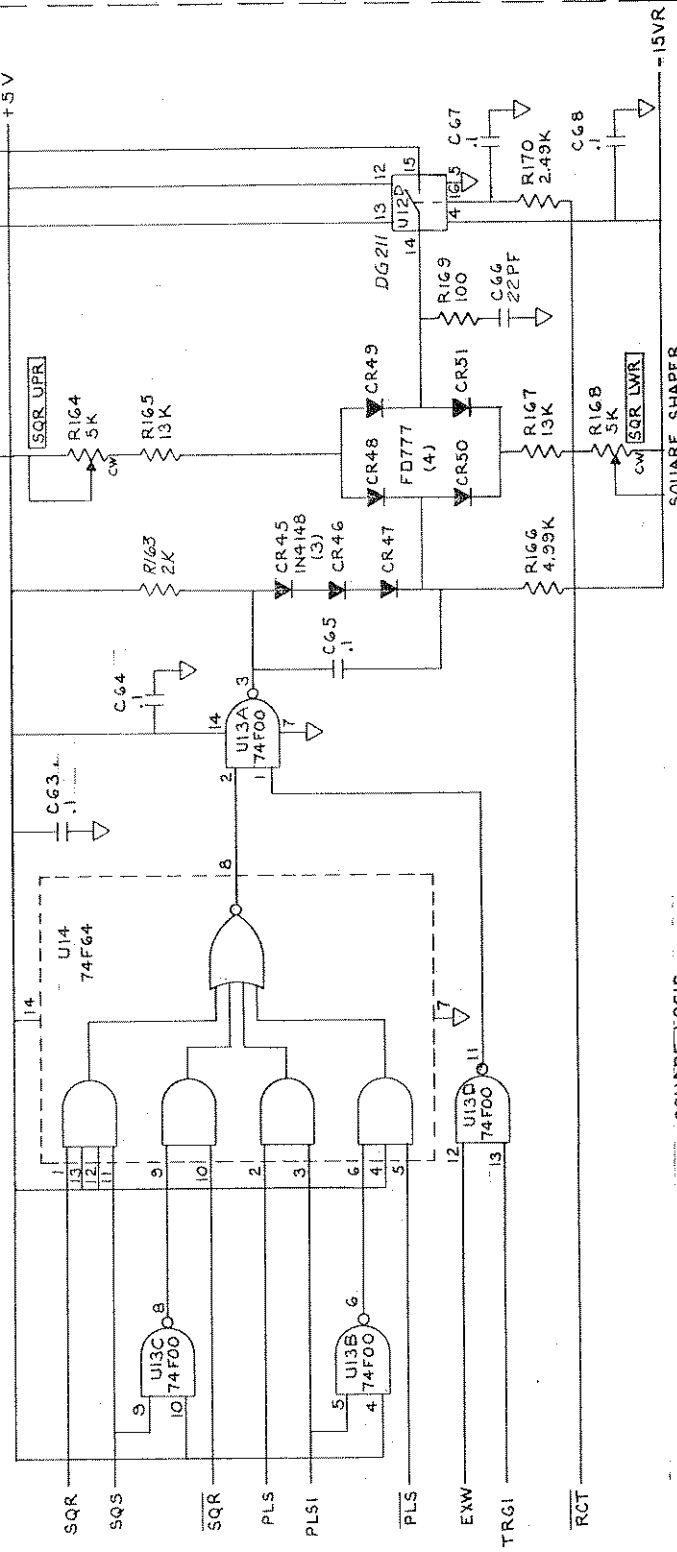 +5V
-15VR
SQR UPR
R164
5K
CW
R165
13K
R163
2K
C64
.1
C63
.1
14
U14
74F64
1
13
12
11
9
10
2
3
6
4
5
8
7
SQR
SQS
SQR
PLS
PLS1
PLS
EXW
TRG1
RCT
9
10
U13C
74F00
8
5
4
U13B
74F00
6
12
13
U13D
74F00
11
2
1
14
U13A
74F00
3
7
C65
.1
CR45
1N4148
(3)
CR46
CR47
CR48
CR49
FD777
(4)
CR50
CR51
R166
4.99K
R167
13K
R168
5K
CW
SQR LWR
R169
100
C66
22PF
DG211
13
12
U12D
14
15
4
16
5
C67
.1
R170
2.49K
C68
.1
SQUARE SHAPER